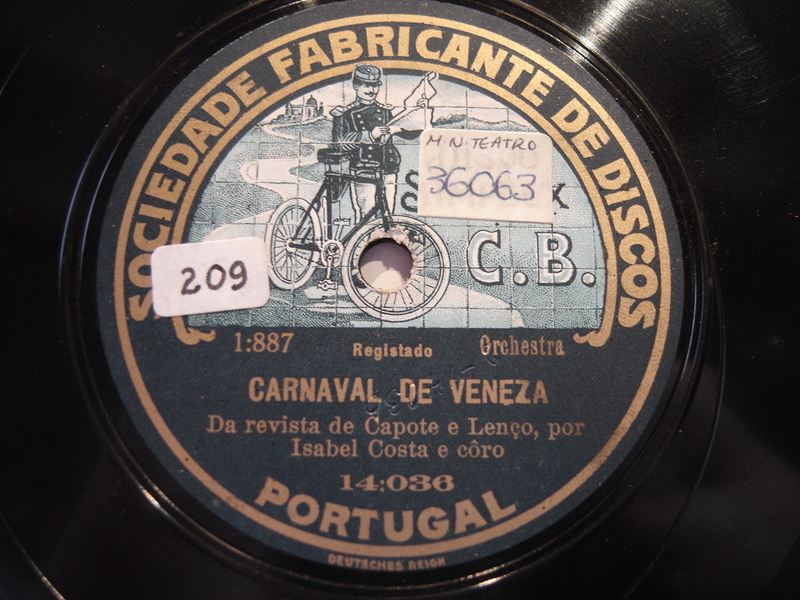 SOCIEDADE FABRICANTE DE DISCOS
M.N. TEATRO
36063
C.B.
209
1:887 Registado Orchestra
CARNAVAL DE VENEZA
Da revista de Capote e Lenço, por
Isabel Costa e côro
14:036
PORTUGAL
DEUTSCHES REICH